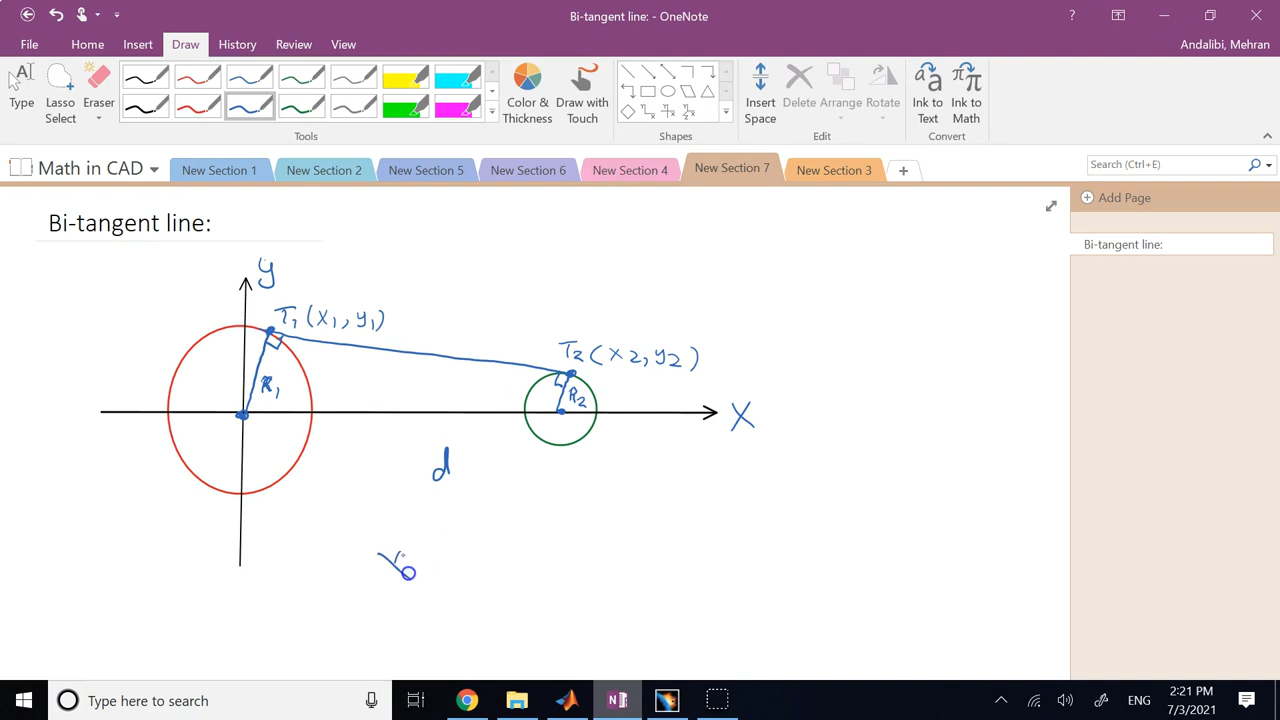 Bi-tangent line: - OneNote
?
File Home Insert Draw History Review View
Andalibi, Mehran
Type Lasso Select Eraser Color & Thickness Draw with Touch Insert Space Delete Arrange Rotate Ink to Text Ink to Math
Tools Shapes Edit Convert
Math in CAD New Section 1 New Section 2 New Section 5 New Section 6 New Section 4 New Section 7 New Section 3
Search (Ctrl+E)
Add Page
Bi-tangent line:
Bi-tangent line:
y
T1(x1, y1)
T2(x2, y2)
R1
R2
X
d
Type here to search
ENG
2:21 PM
7/3/2021